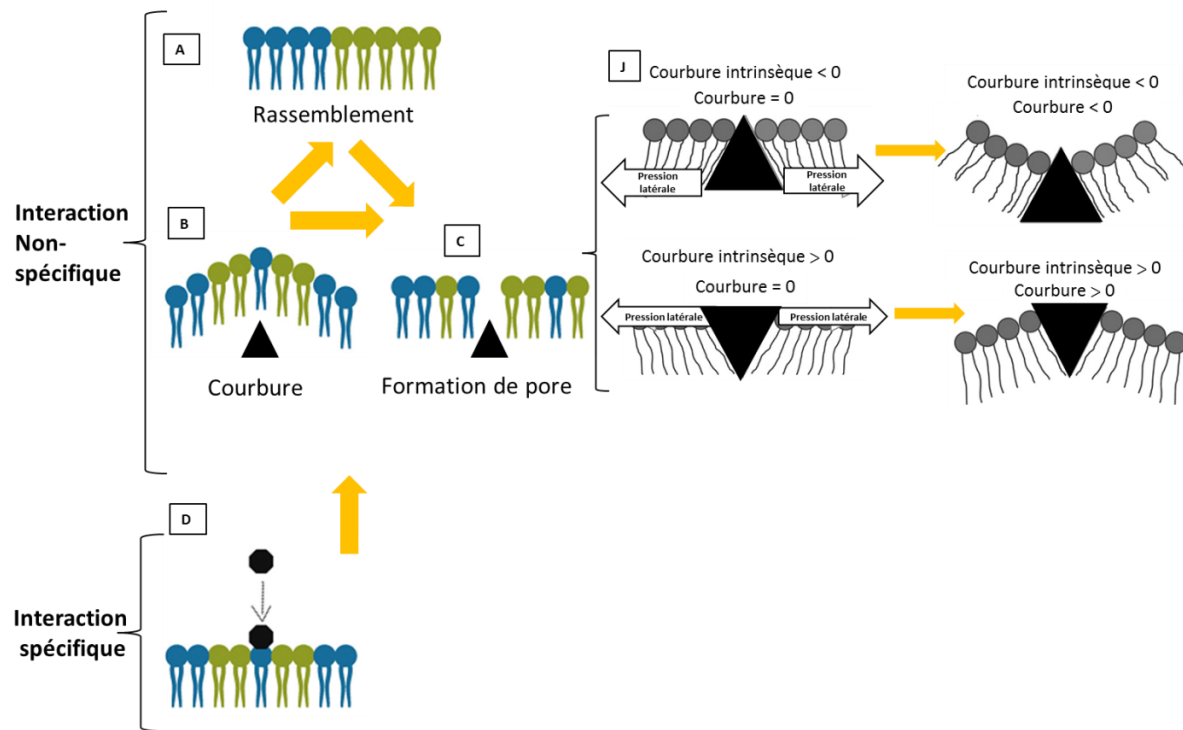 A
Rassemblement
Interaction
Non-
spécifique
B
Courbure
C
Formation de pore
J
Courbure intrinsèque < 0
Courbure = 0
Pression
latérale
Pression
latérale
Courbure intrinsèque < 0
Courbure < 0
Courbure intrinsèque > 0
Courbure = 0
Pression latérale
Pression latérale
Courbure intrinsèque > 0
Courbure > 0
D
Interaction
spécifique